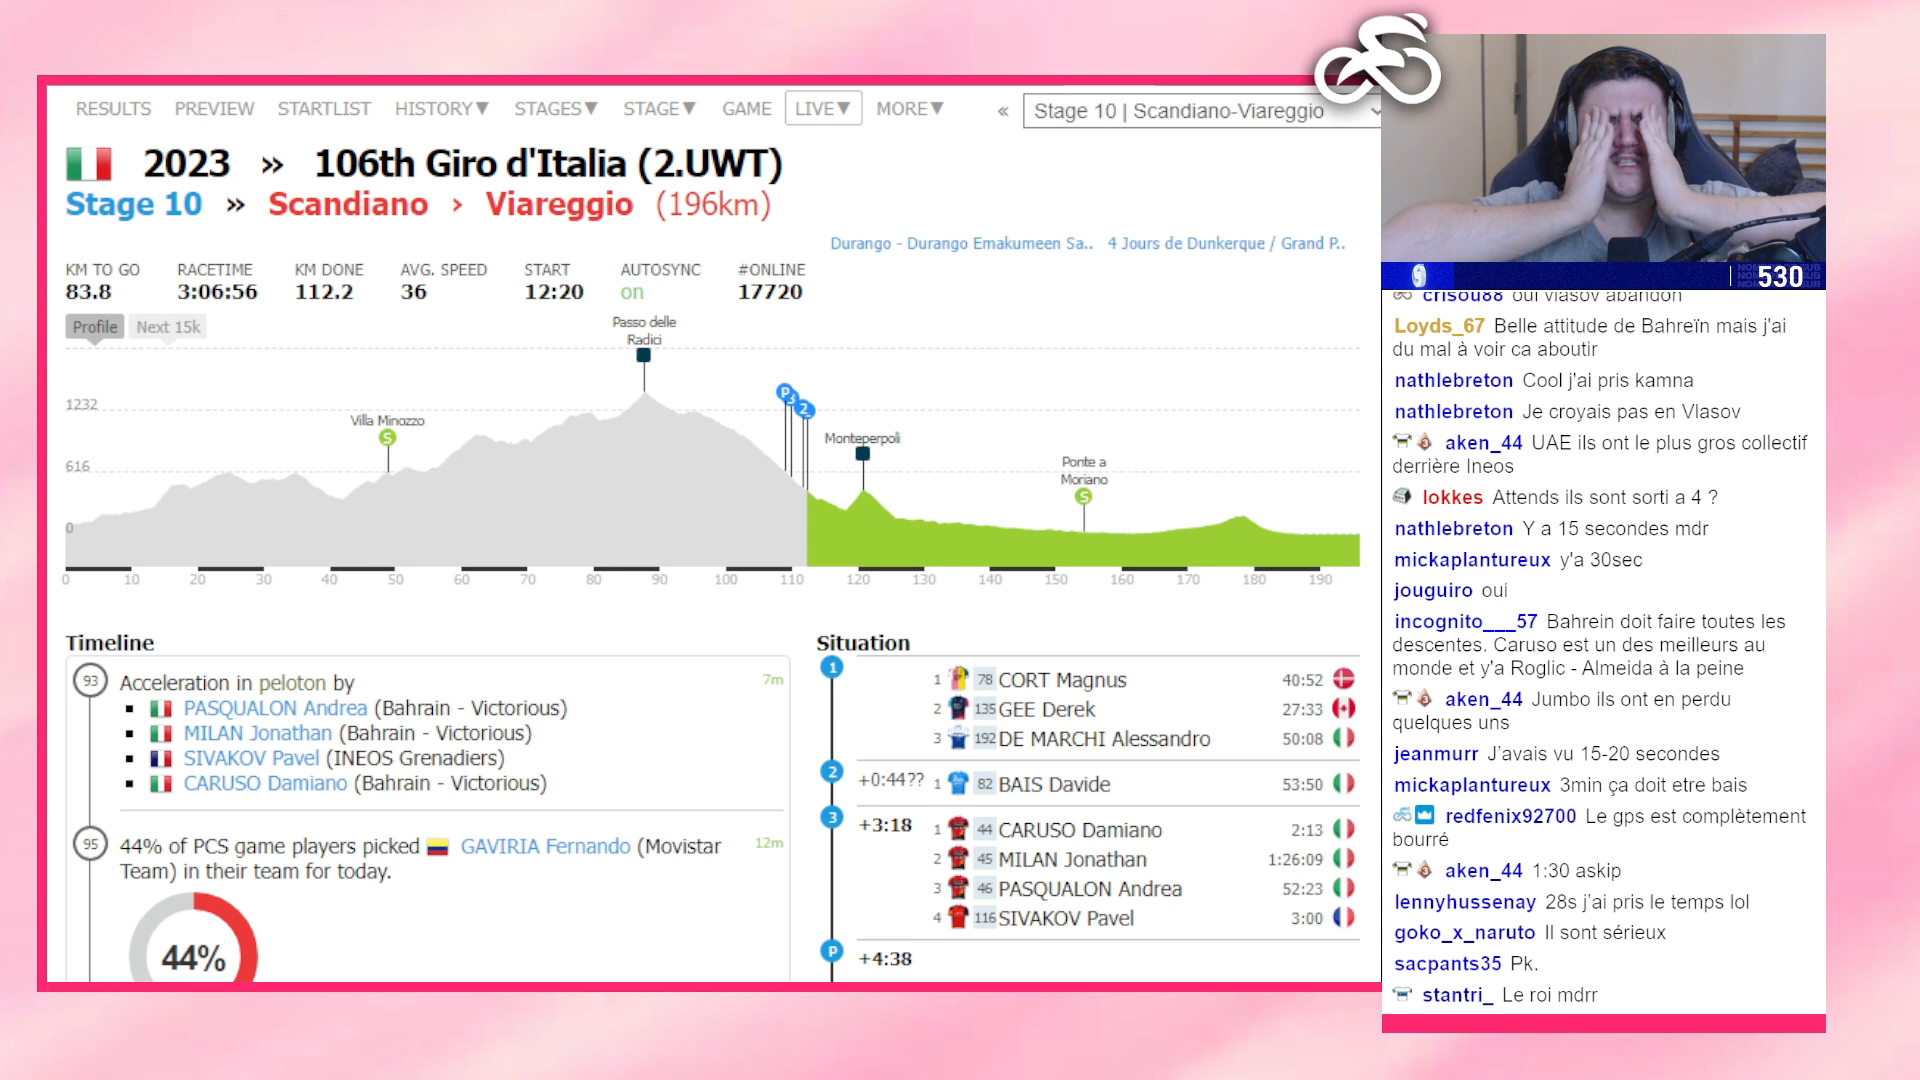 RESULTS PREVIEW STARTLIST HISTORY▼ STAGES▼ STAGE▼ GAME LIVE▼ MORE▼ « Stage 10 | Scandiano-Viareggio
2023 » 106th Giro d'Italia (2.UWT)
Stage 10 » Scandiano › Viareggio (196km)
Durango - Durango Emakumeen Sa.. 4 Jours de Dunkerque / Grand P..
KM TO GO RACETIME KM DONE AVG. SPEED START AUTOSYNC #ONLINE
83.8 3:06:56 112.2 36 12:20 on 17720
Profile Next 15k
Passo delle
Radici
1232
Villa Minozzo
S
P 3 2
Monteperpoli
616
Ponte a
Moriano
S
0
0 10 20 30 40 50 60 70 80 90 100 110 120 130 140 150 160 170 180 190
Timeline
93 Acceleration in peloton by 7m
PASQUALON Andrea (Bahrain - Victorious)
MILAN Jonathan (Bahrain - Victorious)
SIVAKOV Pavel (INEOS Grenadiers)
CARUSO Damiano (Bahrain - Victorious)
95 44% of PCS game players picked GAVIRIA Fernando (Movistar 12m
Team) in their team for today.
44%
Situation
1
1 78 CORT Magnus 40:52
2 135 GEE Derek 27:33
3 192 DE MARCHI Alessandro 50:08
2 +0:44?? 1 82 BAIS Davide 53:50
3 +3:18 1 44 CARUSO Damiano 2:13
2 45 MILAN Jonathan 1:26:09
3 46 PASQUALON Andrea 52:23
4 116 SIVAKOV Pavel 3:00
P +4:38
530
crisou88 oui vlasov abandon
Loyds_67 Belle attitude de Bahreïn mais j'ai
du mal à voir ca aboutir
nathlebreton Cool j'ai pris kamna
nathlebreton Je croyais pas en Vlasov
aken_44 UAE ils ont le plus gros collectif
derrière Ineos
lokkes Attends ils sont sorti a 4 ?
nathlebreton Y a 15 secondes mdr
mickaplantureux y'a 30sec
jouguiro oui
incognito___57 Bahrein doit faire toutes les
descentes. Caruso est un des meilleurs au
monde et y'a Roglic - Almeida à la peine
aken_44 Jumbo ils ont en perdu
quelques uns
jeanmurr J'avais vu 15-20 secondes
mickaplantureux 3min ça doit etre bais
redfenix92700 Le gps est complètement
bourré
aken_44 1:30 askip
lennyhussenay 28s j'ai pris le temps lol
goko_x_naruto Il sont sérieux
sacpants35 Pk.
stantri_ Le roi mdrr